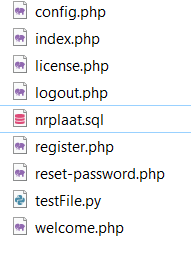 config.php
index.php
license.php
logout.php
nrplaat.sql
register.php
reset-password.php
testFile.py
welcome.php